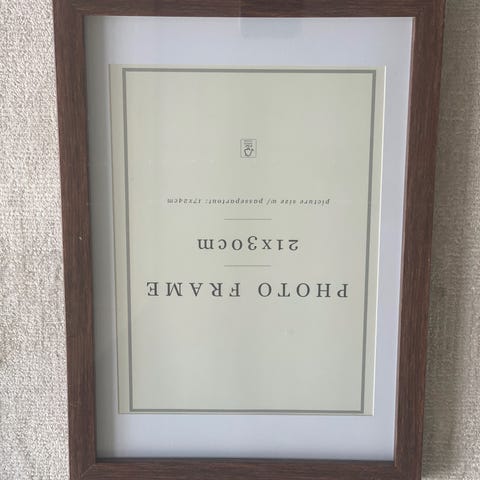 PHOTO FRAME
21x30cm
picture size w/ passepartout: 17x24cm